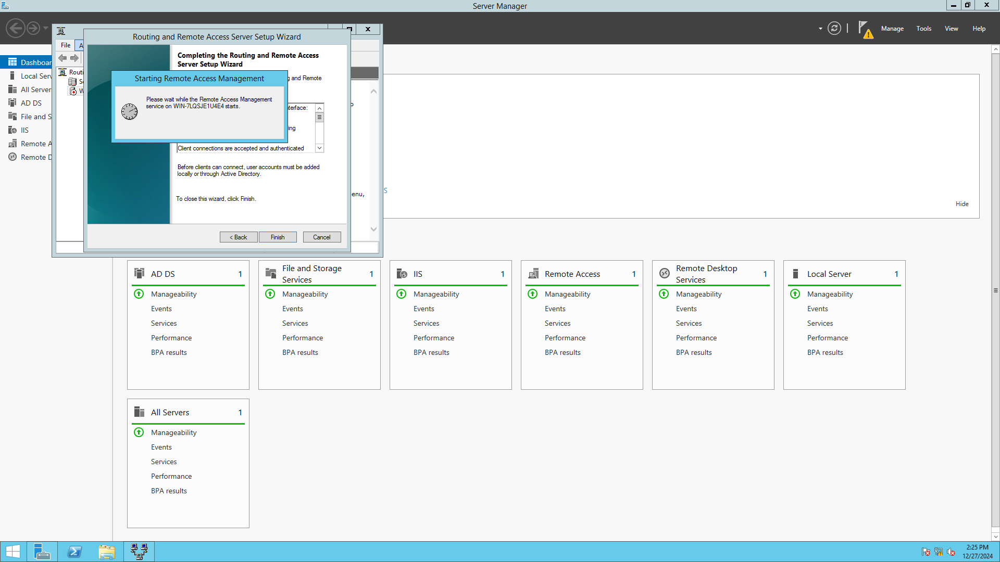 Server Manager
Manage
Tools
View
Help
File
Routing and Remote Access Server Setup Wizard
Completing the Routing and Remote Access
Server Setup Wizard
g and Remote
Starting Remote Access Management
Please wait while the Remote Access Management
service on WIN-7LQSJE1U4E4 starts.
terface:
ing
Client connections are accepted and authenticated
Before clients can connect, user accounts must be added
locally or through Active Directory.
To close this wizard, click Finish.
< Back
Finish
Cancel
enu,
Hide
Dashboar
Local Serv
All Server
AD DS
File and S
IIS
Remote A
Remote D
Routi
AD DS 1
Manageability
Events
Services
Performance
BPA results
File and Storage
Services 1
Manageability
Events
Services
Performance
BPA results
IIS 1
Manageability
Events
Services
Performance
BPA results
Remote Access 1
Manageability
Events
Services
Performance
BPA results
Remote Desktop
Services 1
Manageability
Events
Services
Performance
BPA results
Local Server 1
Manageability
Events
Services
Performance
BPA results
All Servers 1
Manageability
Events
Services
Performance
BPA results
2:25 PM
12/27/2024